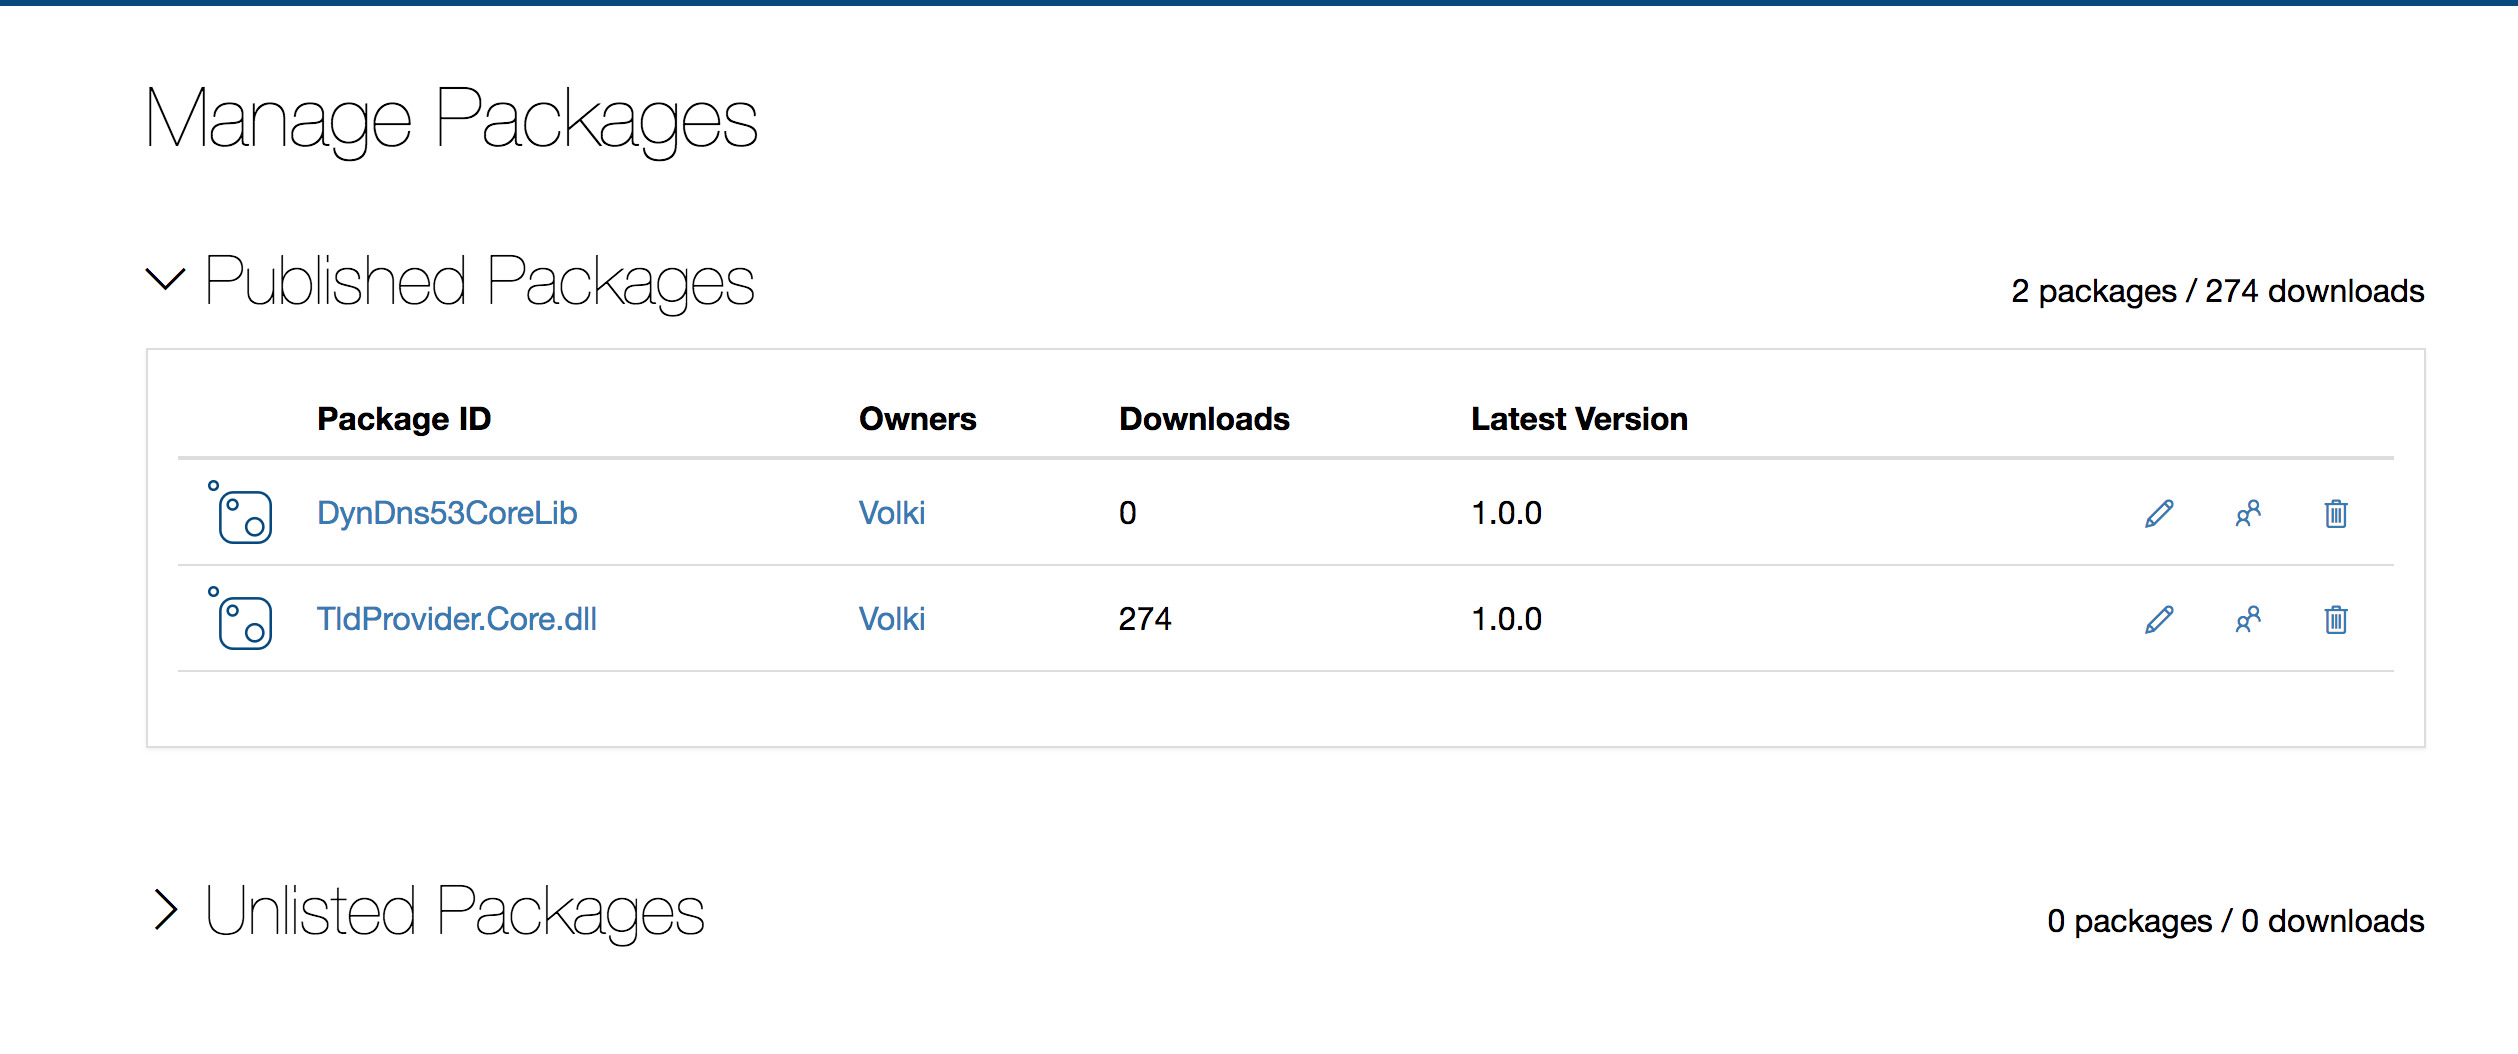 Manage Packages
Published Packages
2 packages / 274 downloads
Package ID Owners Downloads Latest Version
DynDns53CoreLib Volki 0 1.0.0
TldProvider.Core.dll Volki 274 1.0.0
Unlisted Packages
0 packages / 0 downloads